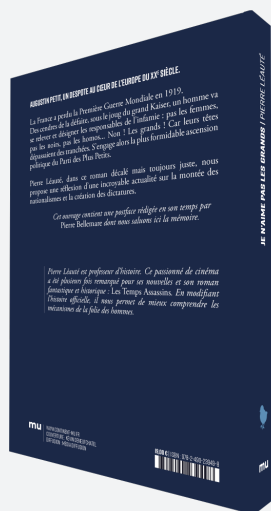 AUGUSTIN PETIT, UN DESPOTE AU CŒUR DE L'EUROPE DU XXᵉ SIÈCLE.
La France a perdu la Première Guerre Mondiale en 1919.
Des cendres de la défaite, sous le joug du grand Kaiser, un homme va
se relever et désigner les responsables de l'infamie : pas les femmes,
pas les noirs, pas les homos... Non ! Les grands ! Car leurs têtes
dépassaient des tranchées. S'engage alors la plus formidable ascension
politique du Parti des Plus Petits.
Pierre Léauté, dans ce roman décalé mais toujours juste, nous
propose une réflexion d'une incroyable actualité sur la montée des
nationalismes et la création des dictatures.
Cet ouvrage contient une postface rédigée en son temps par
Pierre Bellemare dont nous saluons ici la mémoire.
Pierre Léauté est professeur d'histoire. Ce passionné de cinéma
a été plusieurs fois remarqué pour ses nouvelles et son roman
fantastique et historique : Les Temps Assassins. En modifiant
l'histoire officielle, il nous permet de mieux comprendre les
mécanismes de la folie des hommes.
mu
DIFFUSION : MEDIA DIFFUSION
JE N'AIME PAS LES GRANDS | PIERRE LÉAUTÉ
mu